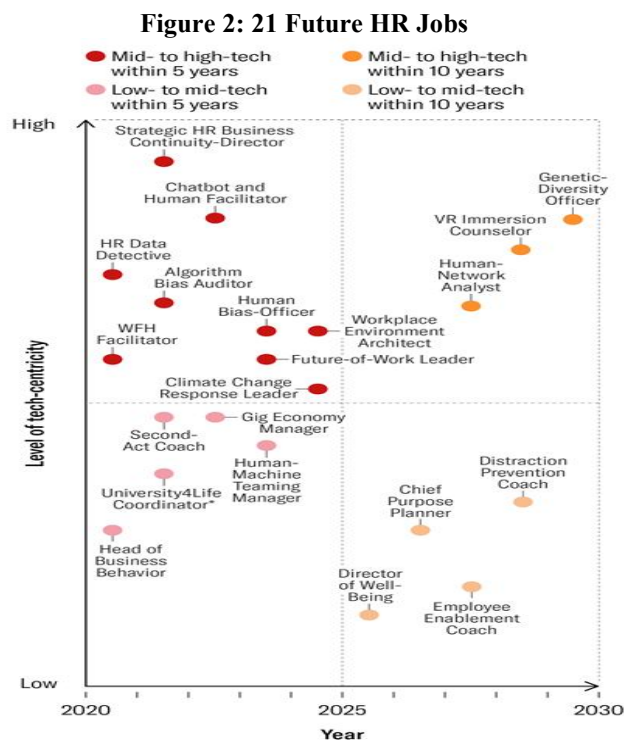 Figure 2: 21 Future HR Jobs
Mid- to high-tech
within 5 years
Mid- to high-tech
within 10 years
Low- to mid-tech
within 5 years
Low- to mid-tech
within 10 years
High
Strategic HR Business
Continuity-Director
Chatbot and
Human Facilitator
Genetic-
Diversity
Officer
VR Immersion
Counselor
HR Data
Detective
Algorithm
Bias Auditor
Human-
Network
Analyst
Human
Bias-Officer
Workplace
Environment
Architect
WFH
Facilitator
Future-of-Work Leader
Climate Change
Response Leader
Level of tech-centricity
Second-
Act Coach
Gig Economy
Manager
Human-
Machine
Teaming
Manager
University4Life
Coordinator*
Distraction
Prevention
Coach
Chief
Purpose
Planner
Head of
Business
Behavior
Director
of Well-
Being
Employee
Enablement
Coach
Low
2020
2025
2030
Year